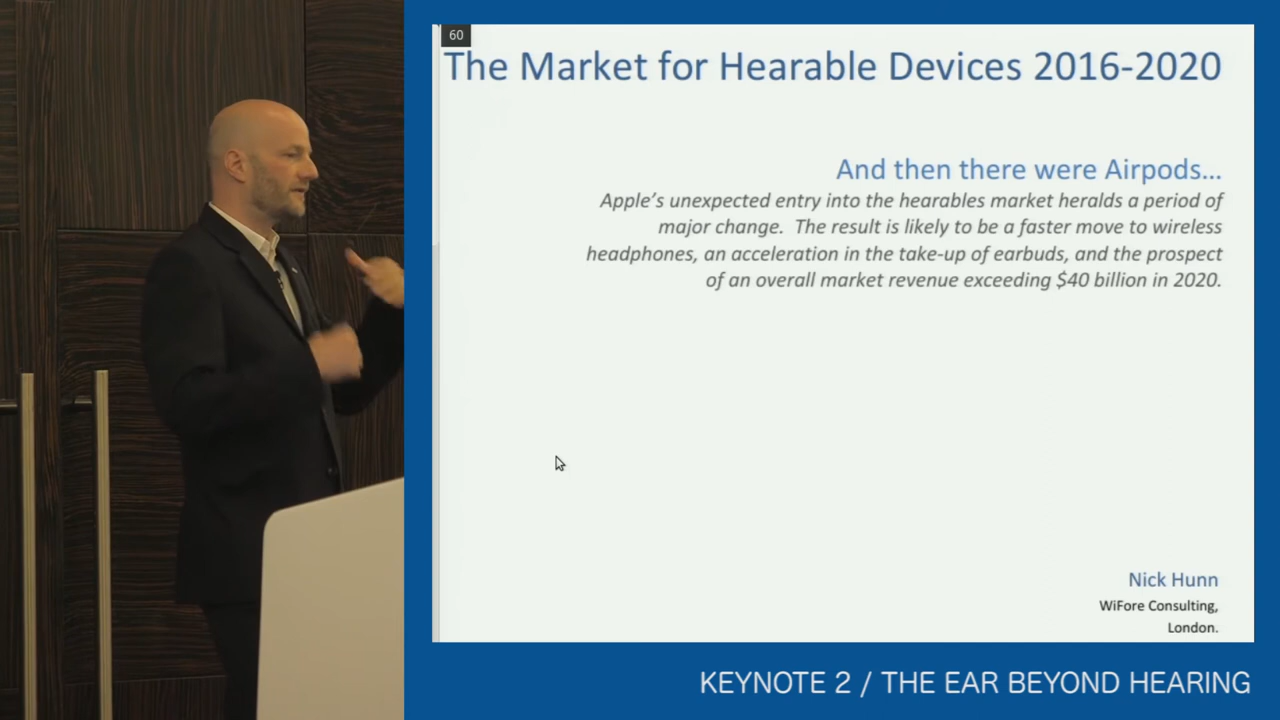 60
The Market for Hearable Devices 2016-2020
And then there were Airpods...
Apple's unexpected entry into the hearables market heralds a period of
major change. The result is likely to be a faster move to wireless
headphones, an acceleration in the take-up of earbuds, and the prospect
of an overall market revenue exceeding $40 billion in 2020.
Nick Hunn
WiFore Consulting,
London.
KEYNOTE 2 / THE EAR BEYOND HEARING